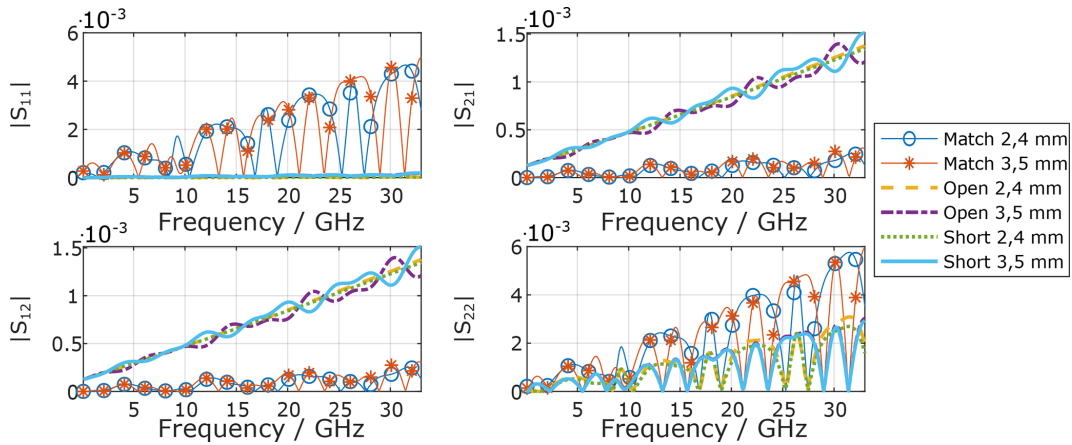 ·10-3
6
4
2
0
|S11|
5 10 15 20 25 30
Frequency / GHz
·10-3
1.5
1
0.5
0
|S21|
5 10 15 20 25 30
Frequency / GHz
·10-3
1.5
1
0.5
0
|S12|
5 10 15 20 25 30
Frequency / GHz
·10-3
6
4
2
0
|S22|
5 10 15 20 25 30
Frequency / GHz
Match 2,4 mm
Match 3,5 mm
Open 2,4 mm
Open 3,5 mm
Short 2,4 mm
Short 3,5 mm